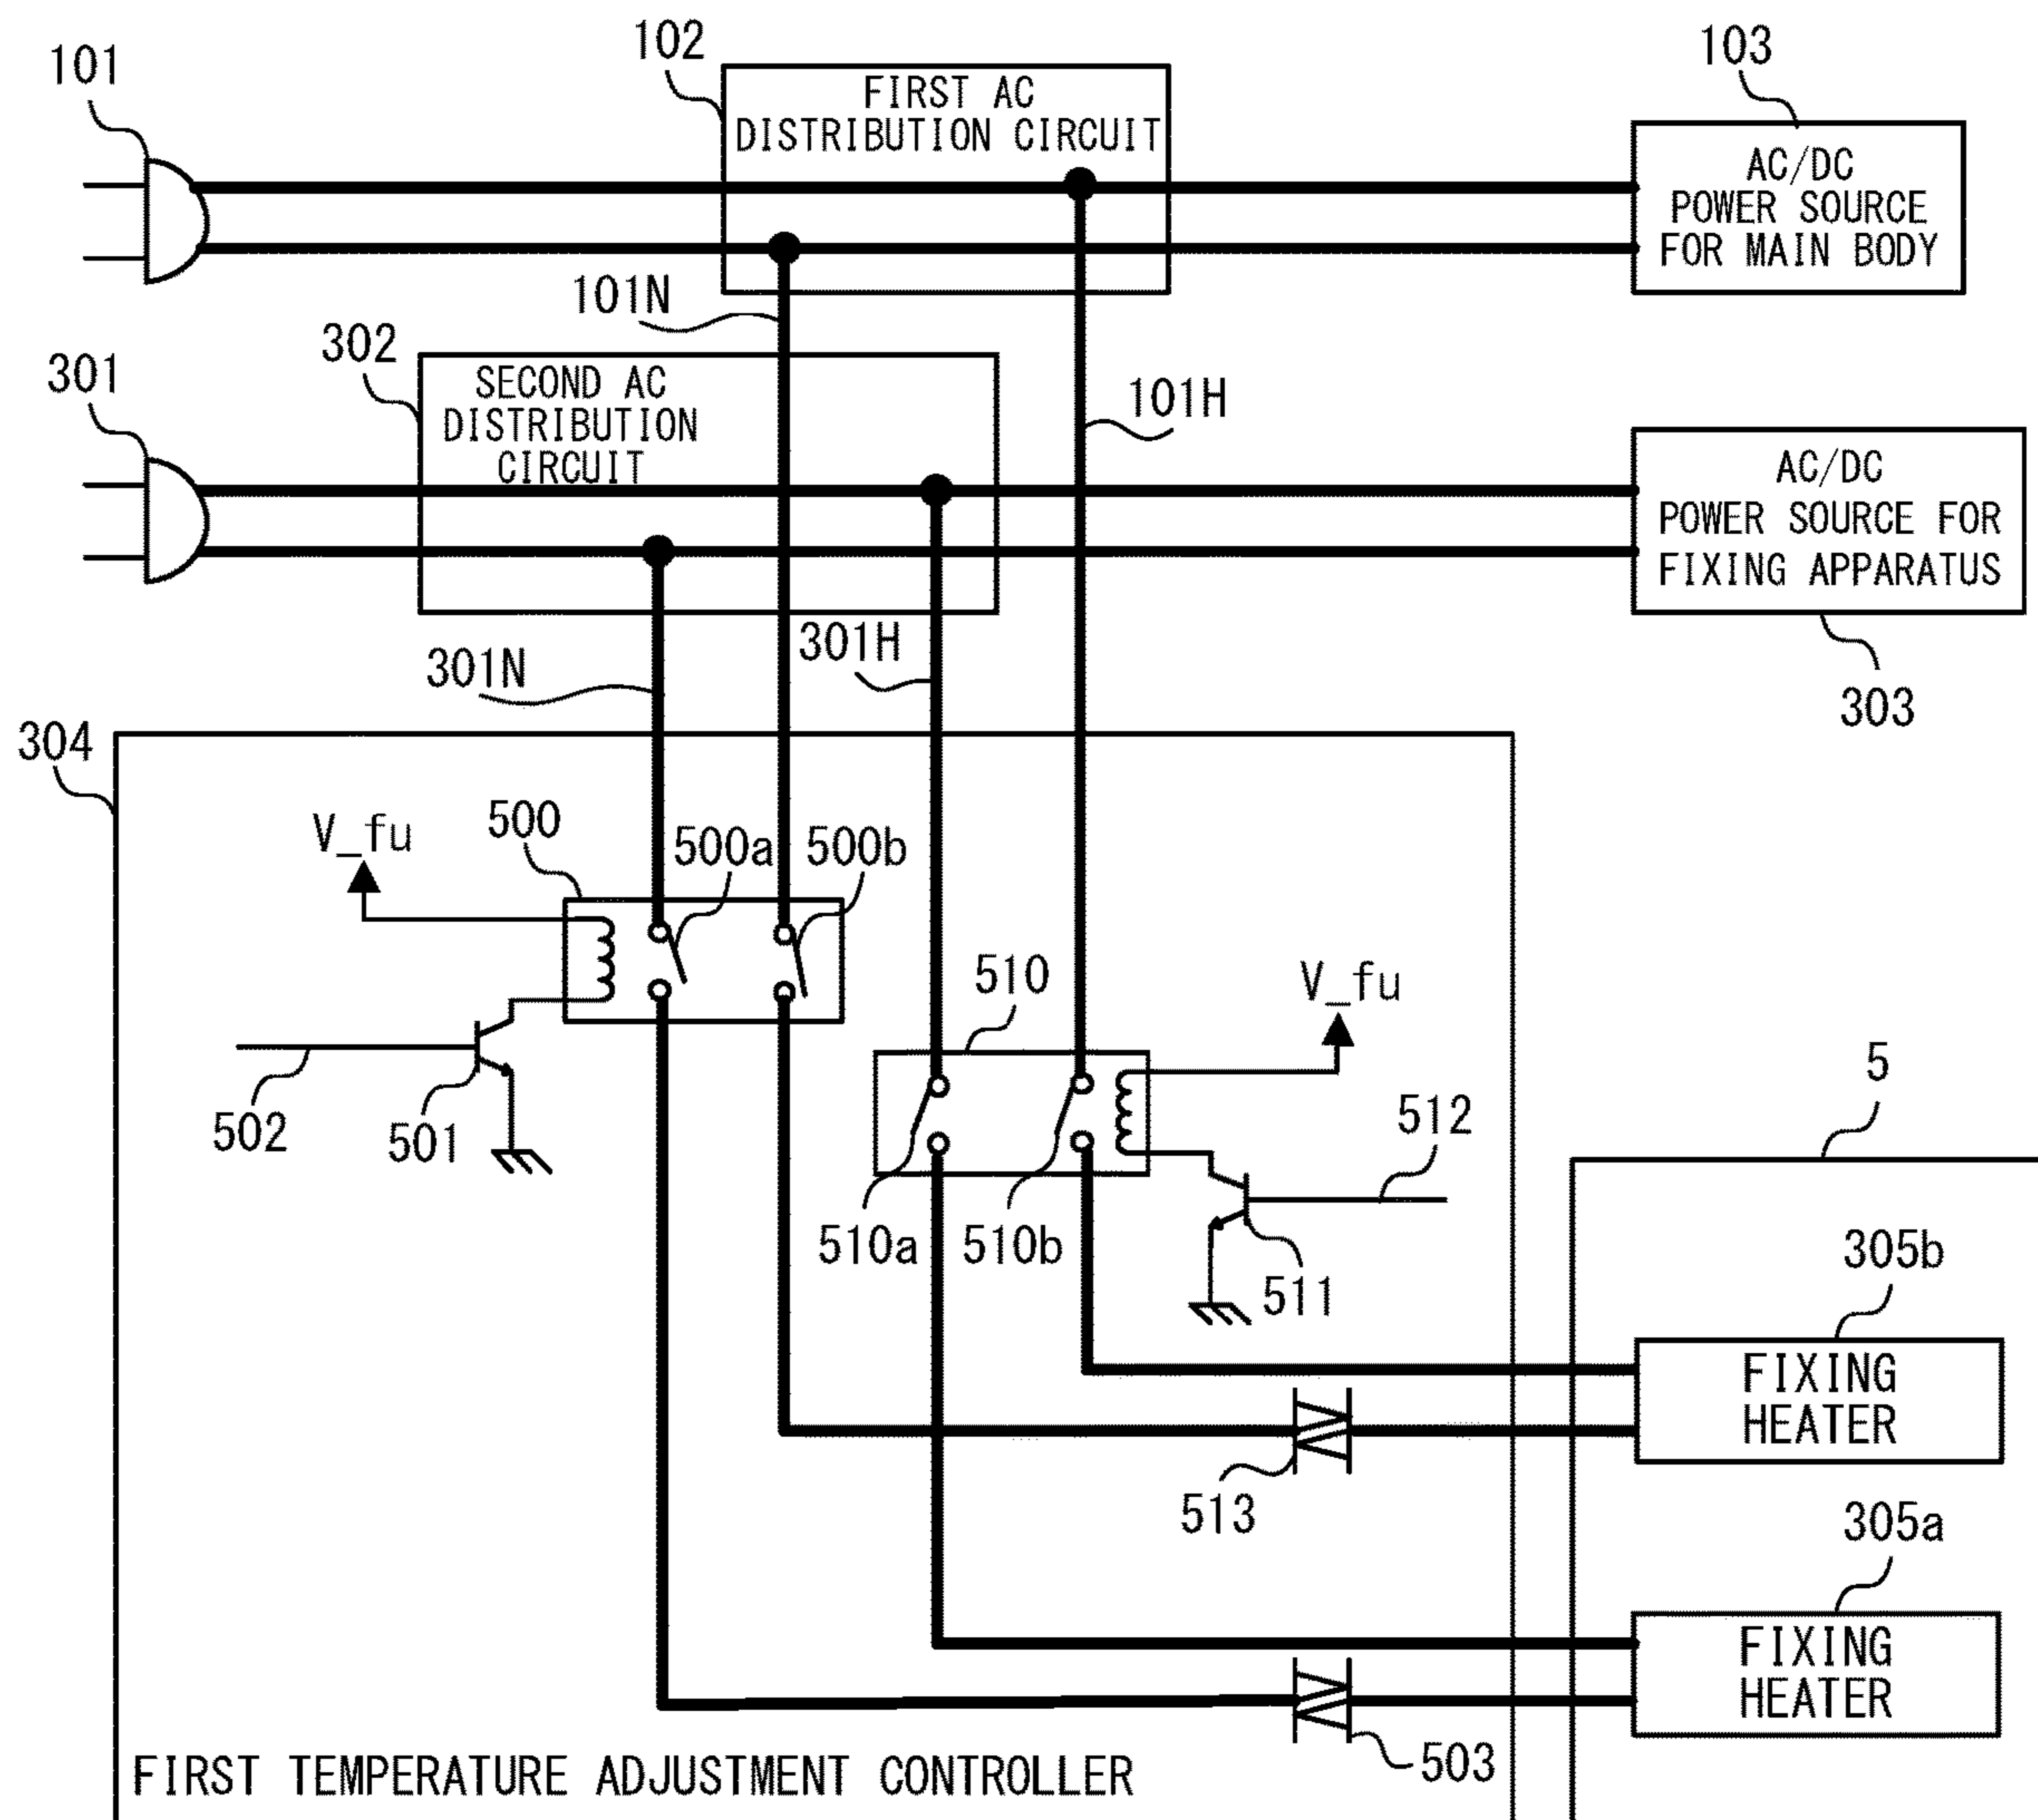 101
102
103
FIRST AC
DISTRIBUTION CIRCUIT
AC/DC
POWER SOURCE
FOR MAIN BODY
101N
301
302
SECOND AC
DISTRIBUTION
CIRCUIT
101H
AC/DC
POWER SOURCE FOR
FIXING APPARATUS
301N
301H
303
304
V_fu
500
500a
500b
510
V_fu
5
502
501
512
510a
510b
511
305b
FIXING
HEATER
513
305a
FIXING
HEATER
503
FIRST TEMPERATURE ADJUSTMENT CONTROLLER